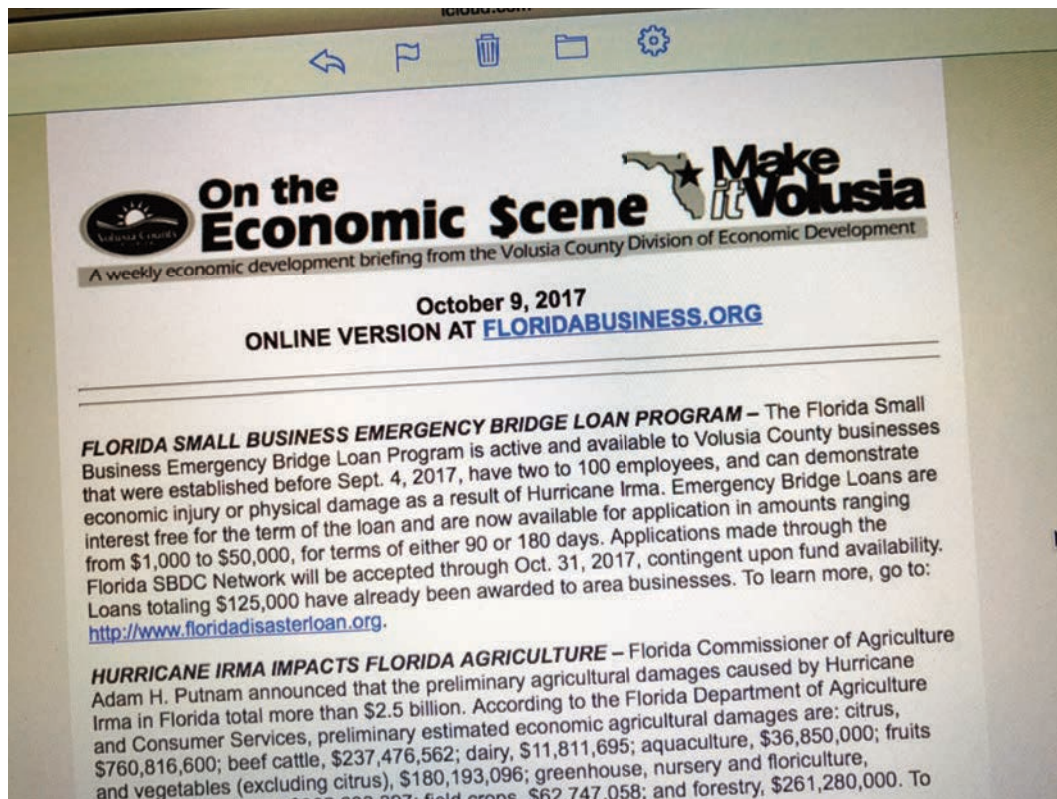 icloud.com
On the
Economic $cene
Make
it Volusia
Volusia County
A weekly economic development briefing from the Volusia County Division of Economic Development
October 9, 2017
ONLINE VERSION AT FLORIDABUSINESS.ORG
FLORIDA SMALL BUSINESS EMERGENCY BRIDGE LOAN PROGRAM – The Florida Small
Business Emergency Bridge Loan Program is active and available to Volusia County businesses
that were established before Sept. 4, 2017, have two to 100 employees, and can demonstrate
economic injury or physical damage as a result of Hurricane Irma. Emergency Bridge Loans are
interest free for the term of the loan and are now available for application in amounts ranging
from $1,000 to $50,000, for terms of either 90 or 180 days. Applications made through the
Florida SBDC Network will be accepted through Oct. 31, 2017, contingent upon fund availability.
Loans totaling $125,000 have already been awarded to area businesses. To learn more, go to:
http://www.floridadisasterloan.org.
HURRICANE IRMA IMPACTS FLORIDA AGRICULTURE – Florida Commissioner of Agriculture
Adam H. Putnam announced that the preliminary agricultural damages caused by Hurricane
Irma in Florida total more than $2.5 billion. According to the Florida Department of Agriculture
and Consumer Services, preliminary estimated economic agricultural damages are: citrus,
$760,816,600; beef cattle, $237,476,562; dairy, $11,811,695; aquaculture, $36,850,000; fruits
and vegetables (excluding citrus), $180,193,096; greenhouse, nursery and floriculture,
field crops, $62,747,058; and forestry, $261,280,000. To